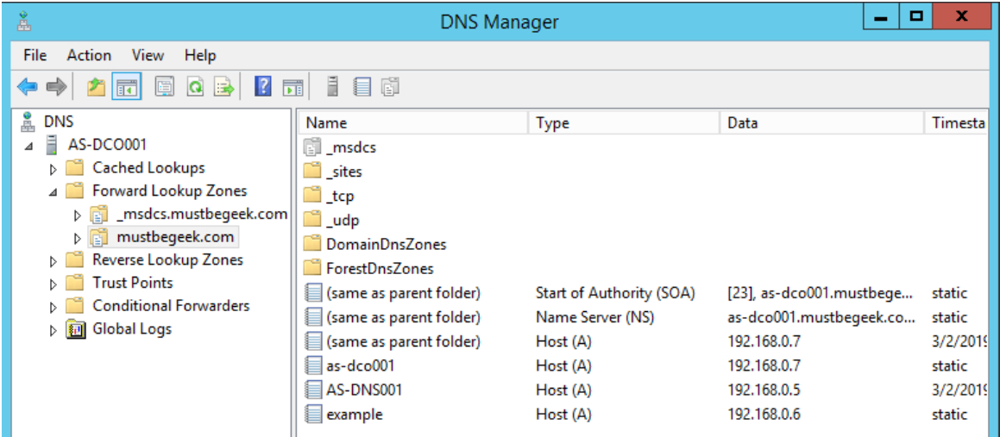 DNS Manager
File Action View Help
DNS
AS-DCO001
Cached Lookups
Forward Lookup Zones
_msdcs.mustbegeek.com
mustbegeek.com
Reverse Lookup Zones
Trust Points
Conditional Forwarders
Global Logs
Name Type Data Timesta
_msdcs
_sites
_tcp
_udp
DomainDnsZones
ForestDnsZones
(same as parent folder) Start of Authority (SOA) [23], as-dco001.mustbege... static
(same as parent folder) Name Server (NS) as-dco001.mustbegeek.co... static
(same as parent folder) Host (A) 192.168.0.7 3/2/2019
as-dco001 Host (A) 192.168.0.7 static
AS-DNS001 Host (A) 192.168.0.5 3/2/2019
example Host (A) 192.168.0.6 static